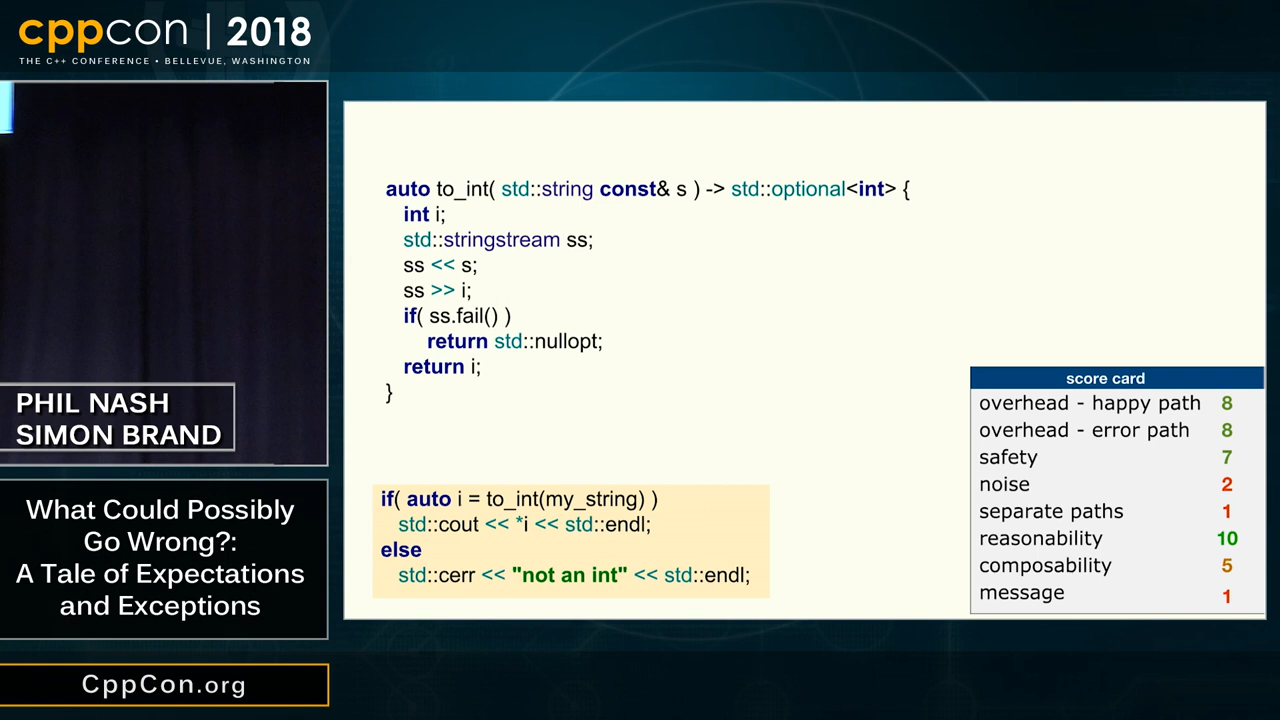 cppcon | 2018
THE C++ CONFERENCE • BELLEVUE, WASHINGTON
PHIL NASH
SIMON BRAND
What Could Possibly
Go Wrong?:
A Tale of Expectations
and Exceptions
CppCon.org
auto to_int( std::string const& s ) -> std::optional<int> {
int i;
std::stringstream ss;
ss << s;
ss >> i;
if( ss.fail() )
return std::nullopt;
return i;
}
if( auto i = to_int(my_string) )
std::cout << *i << std::endl;
else
std::cerr << "not an int" << std::endl;
score card
overhead - happy path 8
overhead - error path 8
safety 7
noise 2
separate paths 1
reasonability 10
composability 5
message 1